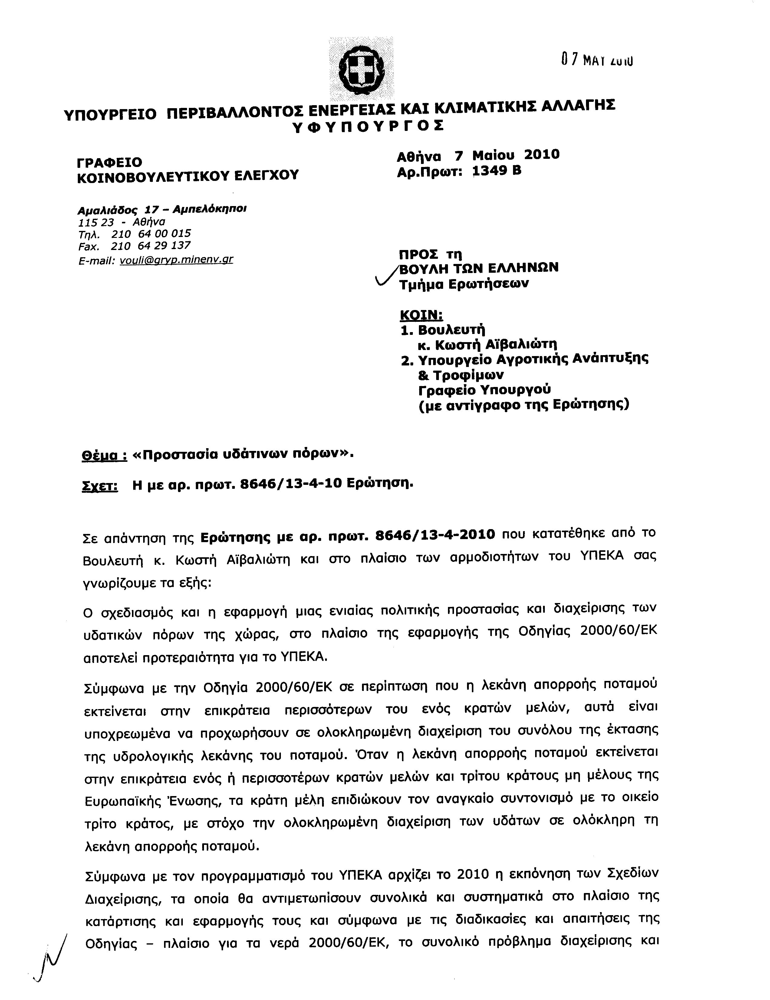 07 ΜΑΪ 2010
ΥΠΟΥΡΓΕΙΟ ΠΕΡΙΒΑΛΛΟΝΤΟΣ ΕΝΕΡΓΕΙΑΣ ΚΑΙ ΚΛΙΜΑΤΙΚΗΣ ΑΛΛΑΓΗΣ
Υ Φ Υ Π Ο Υ Ρ Γ Ο Σ
ΓΡΑΦΕΙΟ
ΚΟΙΝΟΒΟΥΛΕΥΤΙΚΟΥ ΕΛΕΓΧΟΥ
Αθήνα 7 Μαίου 2010
Αρ.Πρωτ: 1349 Β
Αμαλιάδος 17 – Αμπελόκηποι
115 23 - Αθήνα
Τηλ. 210 64 00 015
Fax. 210 64 29 137
E-mail: vouli@gryp.minenv.gr
ΠΡΟΣ τη
ΒΟΥΛΗ ΤΩΝ ΕΛΛΗΝΩΝ
Τμήμα Ερωτήσεων
ΚΟΙΝ:
1. Βουλευτή
κ. Κωστή Αϊβαλιώτη
2. Υπουργείο Αγροτικής Ανάπτυξης
& Τροφίμων
Γραφείο Υπουργού
(με αντίγραφο της Ερώτησης)
Θέμα : «Προστασία υδάτινων πόρων».
Σχετ: Η με αρ. πρωτ. 8646/13-4-10 Ερώτηση.
Σε απάντηση της Ερώτησης με αρ. πρωτ. 8646/13-4-2010 που κατατέθηκε από το
Βουλευτή κ. Κωστή Αϊβαλιώτη και στο πλαίσιο των αρμοδιοτήτων του ΥΠΕΚΑ σας
γνωρίζουμε τα εξής:
Ο σχεδιασμός και η εφαρμογή μιας ενιαίας πολιτικής προστασίας και διαχείρισης των
υδατικών πόρων της χώρας, στο πλαίσιο της εφαρμογής της Οδηγίας 2000/60/ΕΚ
αποτελεί προτεραιότητα για το ΥΠΕΚΑ.
Σύμφωνα με την Οδηγία 2000/60/ΕΚ σε περίπτωση που η λεκάνη απορροής ποταμού
εκτείνεται στην επικράτεια περισσότερων του ενός κρατών μελών, αυτά είναι
υποχρεωμένα να προχωρήσουν σε ολοκληρωμένη διαχείριση του συνόλου της έκτασης
της υδρολογικής λεκάνης του ποταμού. Όταν η λεκάνη απορροής ποταμού εκτείνεται
στην επικράτεια ενός ή περισσοτέρων κρατών μελών και τρίτου κράτους μη μέλους της
Ευρωπαϊκής Ένωσης, τα κράτη μέλη επιδιώκουν τον αναγκαίο συντονισμό με το οικείο
τρίτο κράτος, με στόχο την ολοκληρωμένη διαχείριση των υδάτων σε ολόκληρη τη
λεκάνη απορροής ποταμού.
Σύμφωνα με τον προγραμματισμό του ΥΠΕΚΑ αρχίζει το 2010 η εκπόνηση των Σχεδίων
Διαχείρισης, τα οποία θα αντιμετωπίσουν συνολικά και συστηματικά στο πλαίσιο της
κατάρτισης και εφαρμογής τους και σύμφωνα με τις διαδικασίες και απαιτήσεις της
Οδηγίας – πλαίσιο για τα νερά 2000/60/ΕΚ, το συνολικό πρόβλημα διαχείρισης και